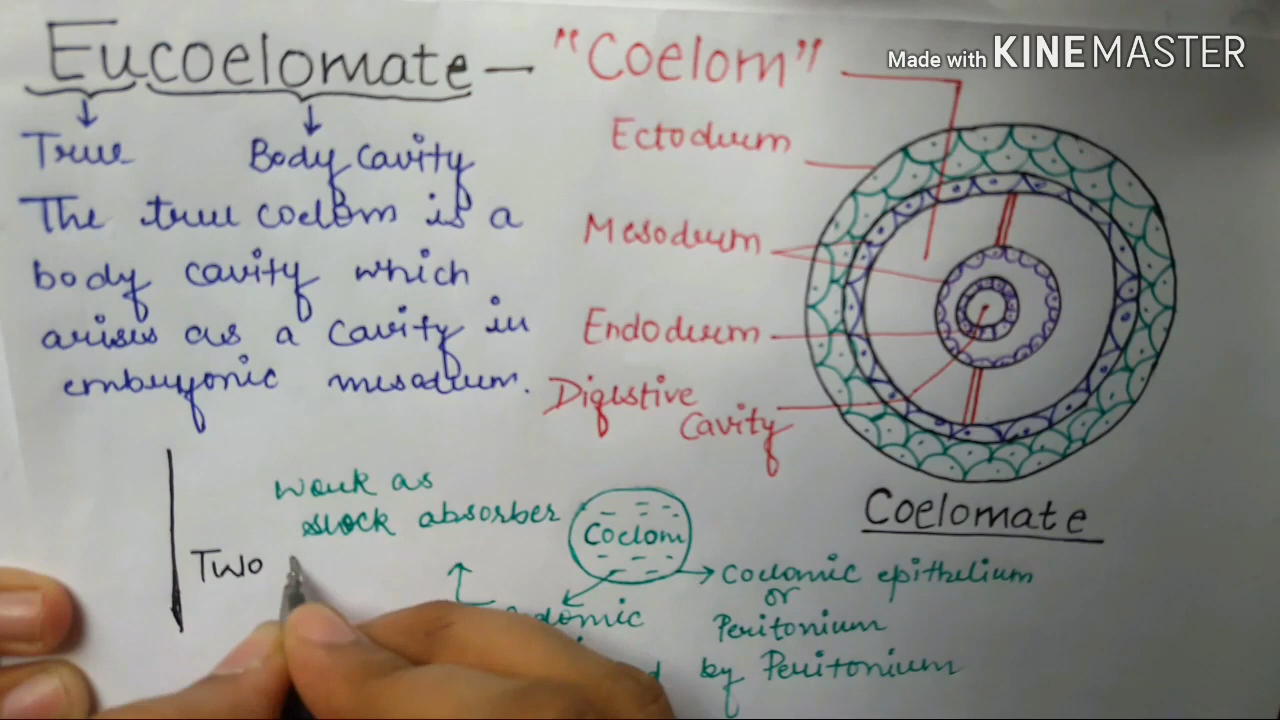 Eucoelomate — "Coelom"
Made with KINEMASTER
True Body Cavity
The true coelom is a
body cavity which
arises as a cavity in
embryonic mesoderm.
Ectoderm
Mesoderm
Endoderm
Digestive
Cavity
Coelomate
Work as
shock absorber
Coelom
Two
Coelomic epithelium
or
Peritonium
by Peritonium